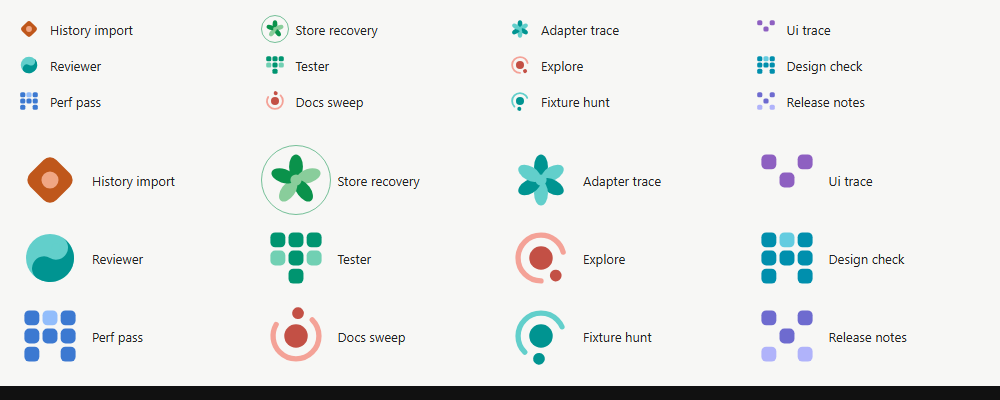 History import
Store recovery
Adapter trace
Ui trace
Reviewer
Tester
Explore
Design check
Perf pass
Docs sweep
Fixture hunt
Release notes
History import
Store recovery
Adapter trace
Ui trace
Reviewer
Tester
Explore
Design check
Perf pass
Docs sweep
Fixture hunt
Release notes